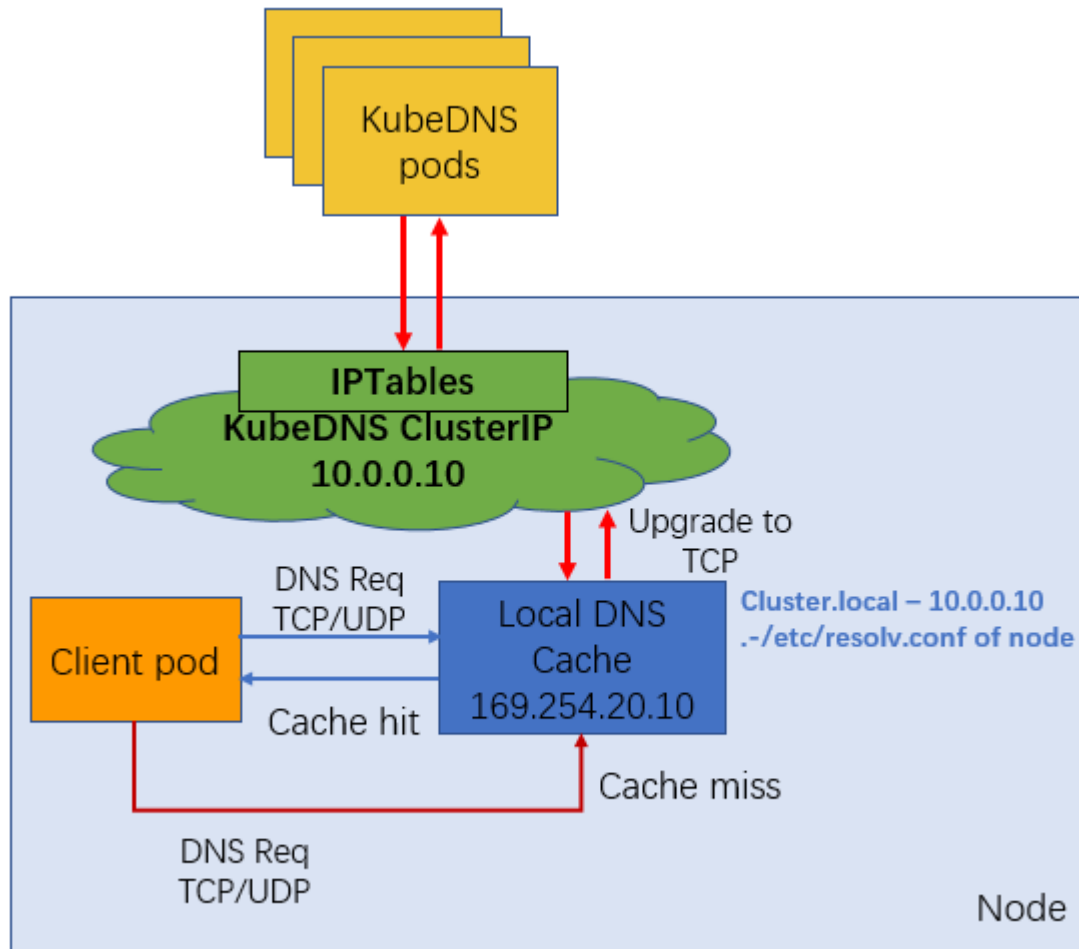 KubeDNS
pods
IPTables
KubeDNS ClusterIP
10.0.0.10
Upgrade to
TCP
DNS Req
TCP/UDP
Local DNS
Cache
169.254.20.10
Cluster.local – 10.0.0.10
.-/etc/resolv.conf of node
Client pod
Cache hit
Cache miss
DNS Req
TCP/UDP
Node